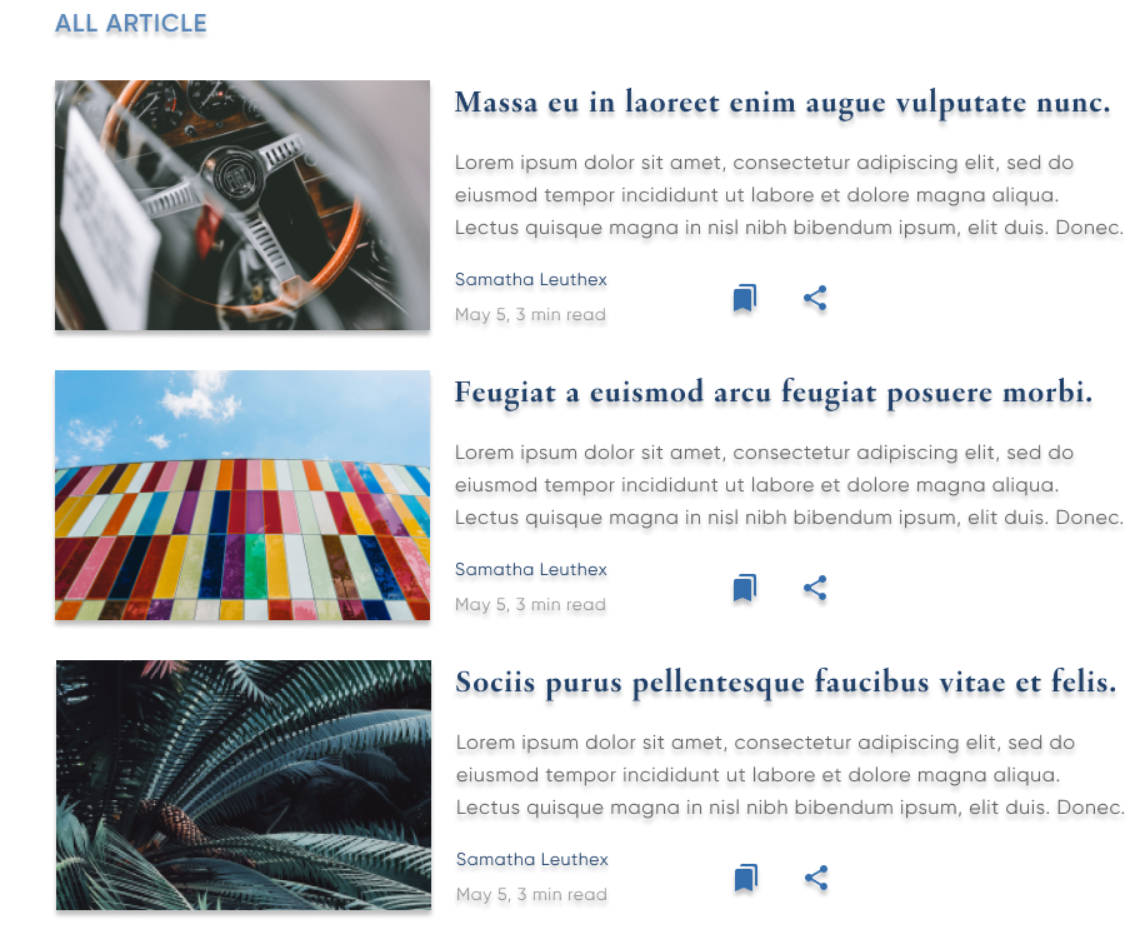 ALL ARTICLE
Massa eu in laoreet enim augue vulputate nunc.
Lorem ipsum dolor sit amet, consectetur adipiscing elit, sed do
eiusmod tempor incididunt ut labore et dolore magna aliqua.
Lectus quisque magna in nisl nibh bibendum ipsum, elit duis. Donec.
Samatha Leuthex
May 5, 3 min read
Feugiat a euismod arcu feugiat posuere morbi.
Lorem ipsum dolor sit amet, consectetur adipiscing elit, sed do
eiusmod tempor incididunt ut labore et dolore magna aliqua.
Lectus quisque magna in nisl nibh bibendum ipsum, elit duis. Donec.
Samatha Leuthex
May 5, 3 min read
Sociis purus pellentesque faucibus vitae et felis.
Lorem ipsum dolor sit amet, consectetur adipiscing elit, sed do
eiusmod tempor incididunt ut labore et dolore magna aliqua.
Lectus quisque magna in nisl nibh bibendum ipsum, elit duis. Donec.
Samatha Leuthex
May 5, 3 min read